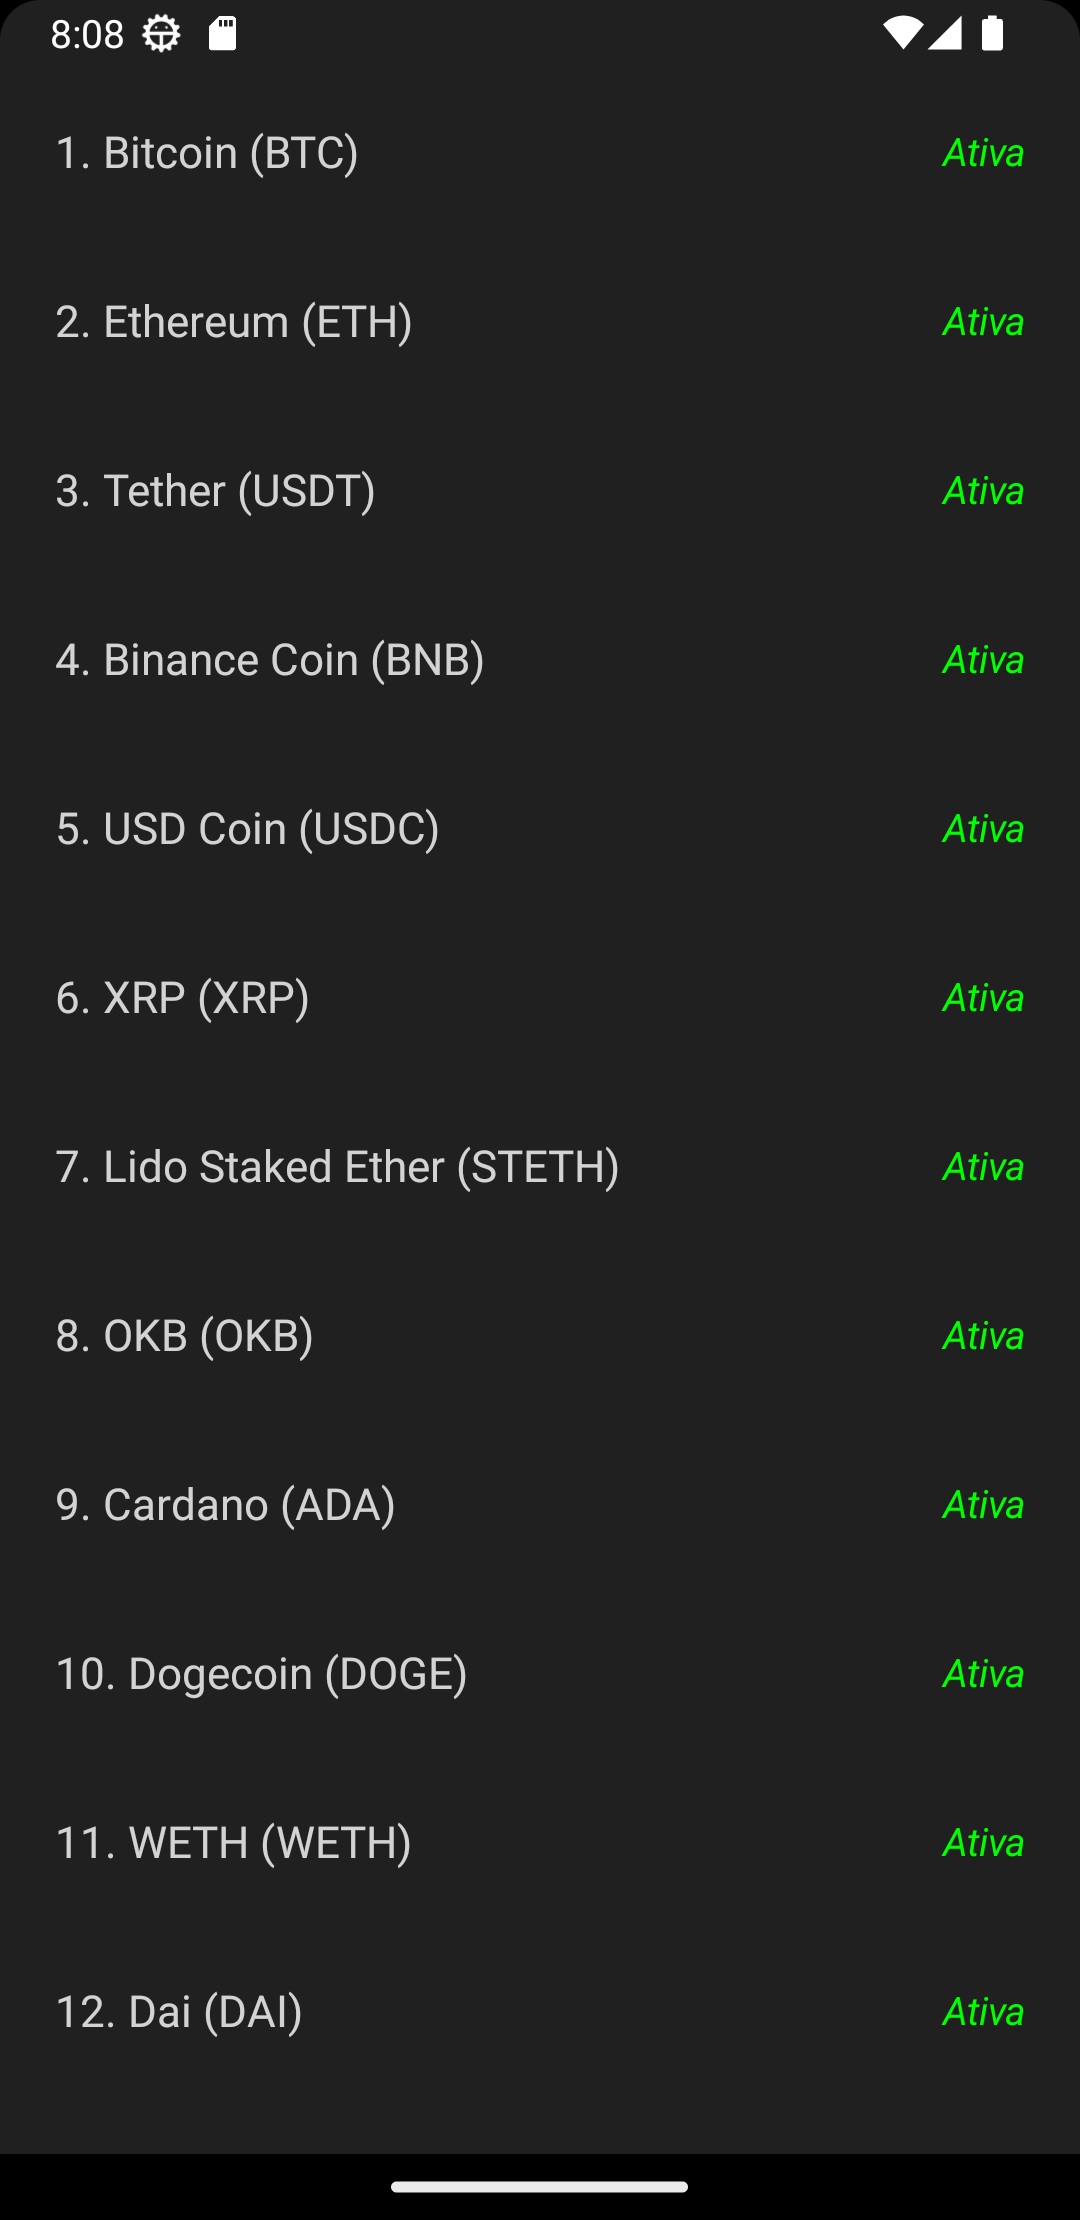 8:08
1. Bitcoin (BTC) Ativa
2. Ethereum (ETH) Ativa
3. Tether (USDT) Ativa
4. Binance Coin (BNB) Ativa
5. USD Coin (USDC) Ativa
6. XRP (XRP) Ativa
7. Lido Staked Ether (STETH) Ativa
8. OKB (OKB) Ativa
9. Cardano (ADA) Ativa
10. Dogecoin (DOGE) Ativa
11. WETH (WETH) Ativa
12. Dai (DAI) Ativa